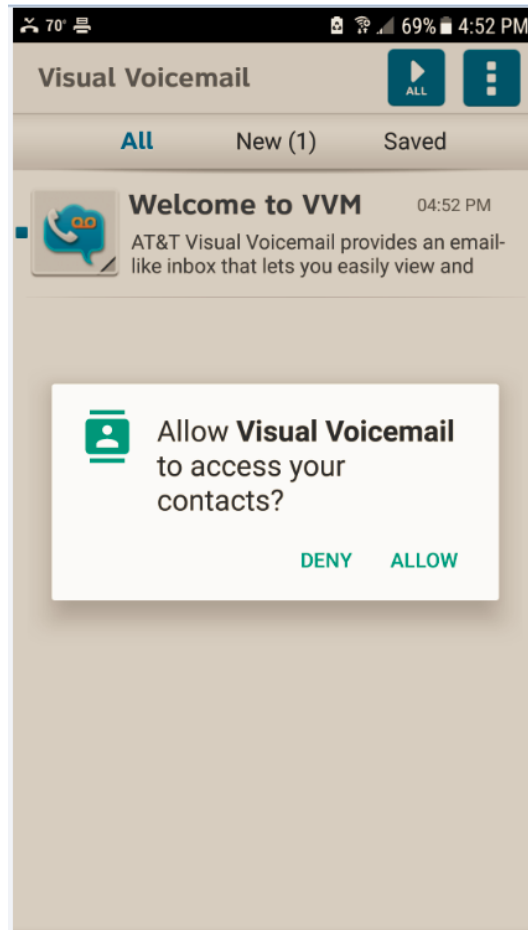 70° 69% 4:52 PM
Visual Voicemail
ALL
All New (1) Saved
Welcome to VVM 04:52 PM
AT&T Visual Voicemail provides an email-
like inbox that lets you easily view and
Allow Visual Voicemail
to access your
contacts?
DENY ALLOW